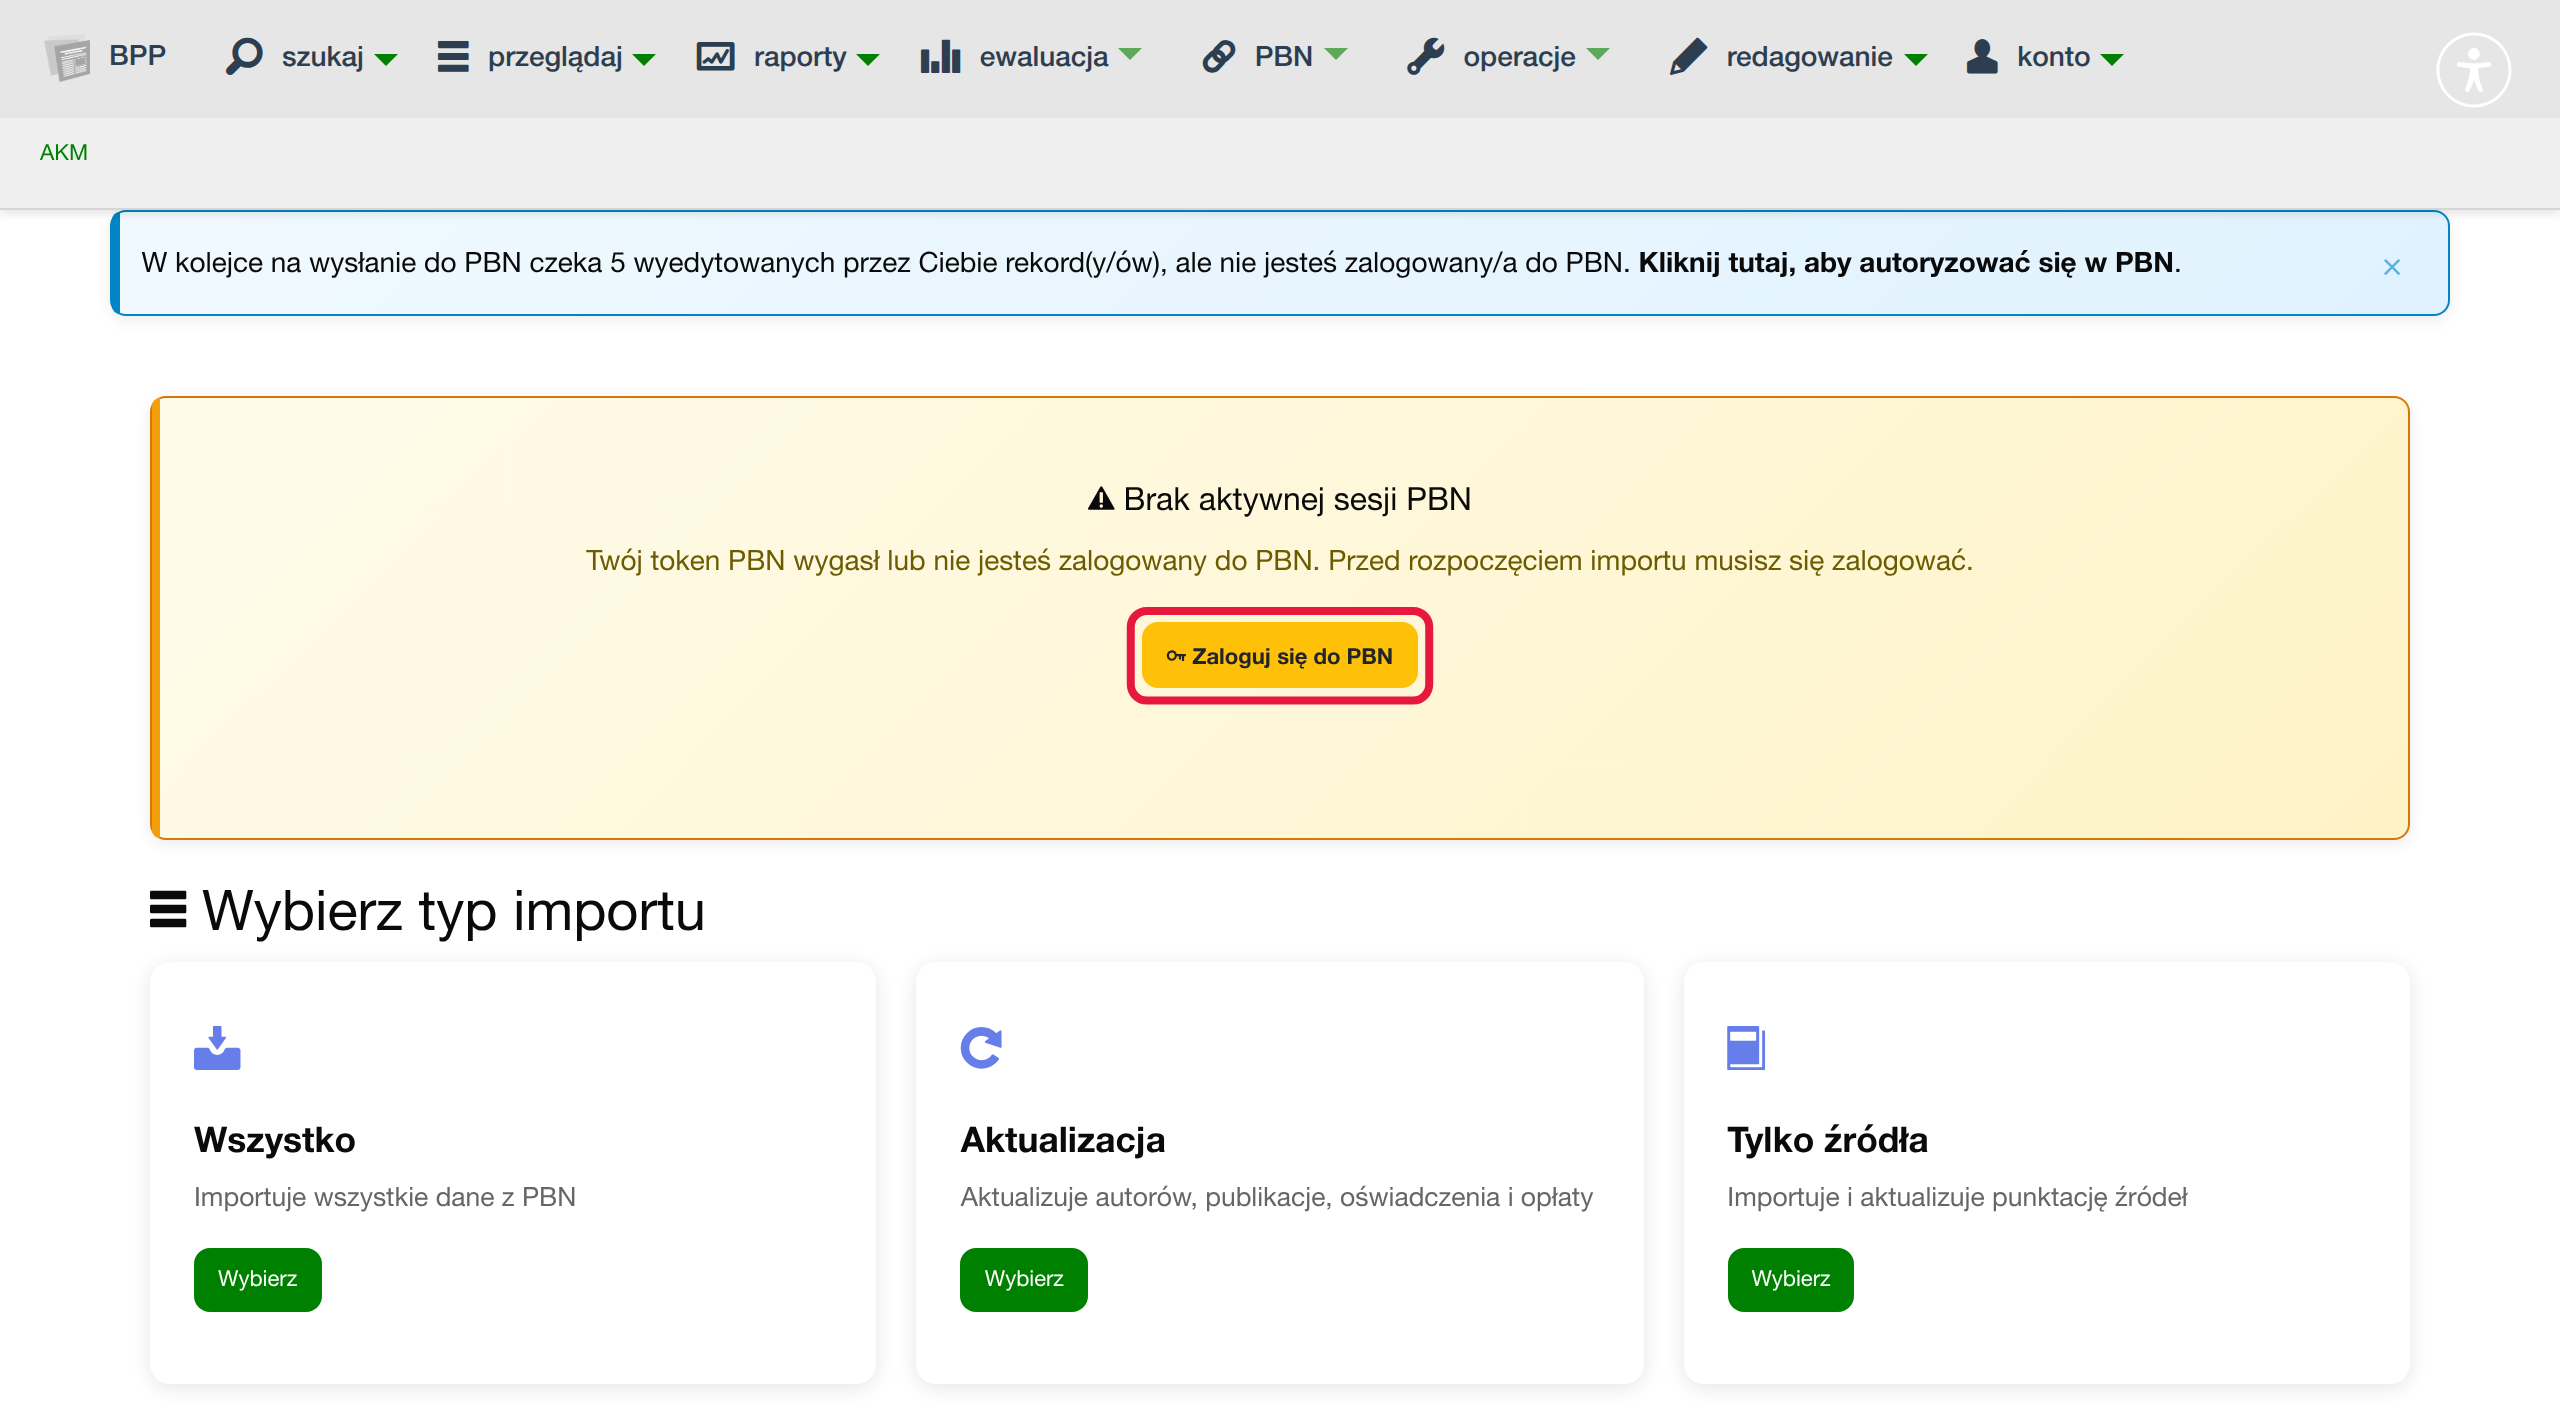 BPP szukaj przeglądaj raporty ewaluacja PBN operacje redagowanie konto
AKM
W kolejce na wysłanie do PBN czeka 5 wyedytowanych przez Ciebie rekord(y/ów), ale nie jesteś zalogowany/a do PBN. Kliknij tutaj, aby autoryzować się w PBN.
×
Brak aktywnej sesji PBN
Twój token PBN wygasł lub nie jesteś zalogowany do PBN. Przed rozpoczęciem importu musisz się zalogować.
Zaloguj się do PBN
Wybierz typ importu
Wszystko
Importuje wszystkie dane z PBN
Wybierz
Aktualizacja
Aktualizuje autorów, publikacje, oświadczenia i opłaty
Wybierz
Tylko źródła
Importuje i aktualizuje punktację źródeł
Wybierz